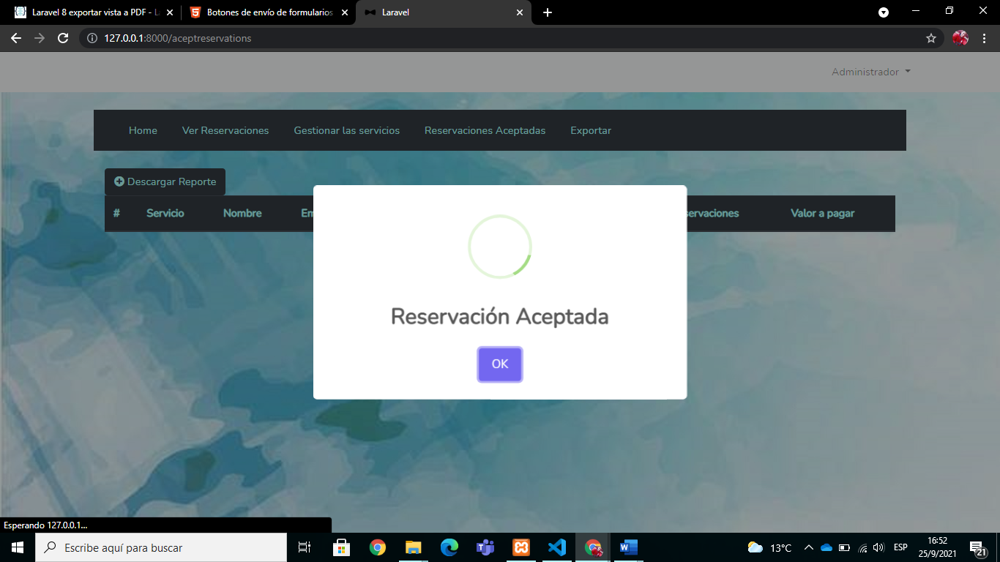 Laravel 8 exportar vista a PDF - La
Botones de envío de formularios
Laravel
127.0.0.1:8000/aceptreservations
Administrador
Home
Ver Reservaciones
Gestionar las servicios
Reservaciones Aceptadas
Exportar
Descargar Reporte
# Servicio Nombre Em servaciones Valor a pagar
Reservación Aceptada
OK
Esperando 127.0.0.1...
Escribe aquí para buscar
13°C
ESP
16:52
25/9/2021
21